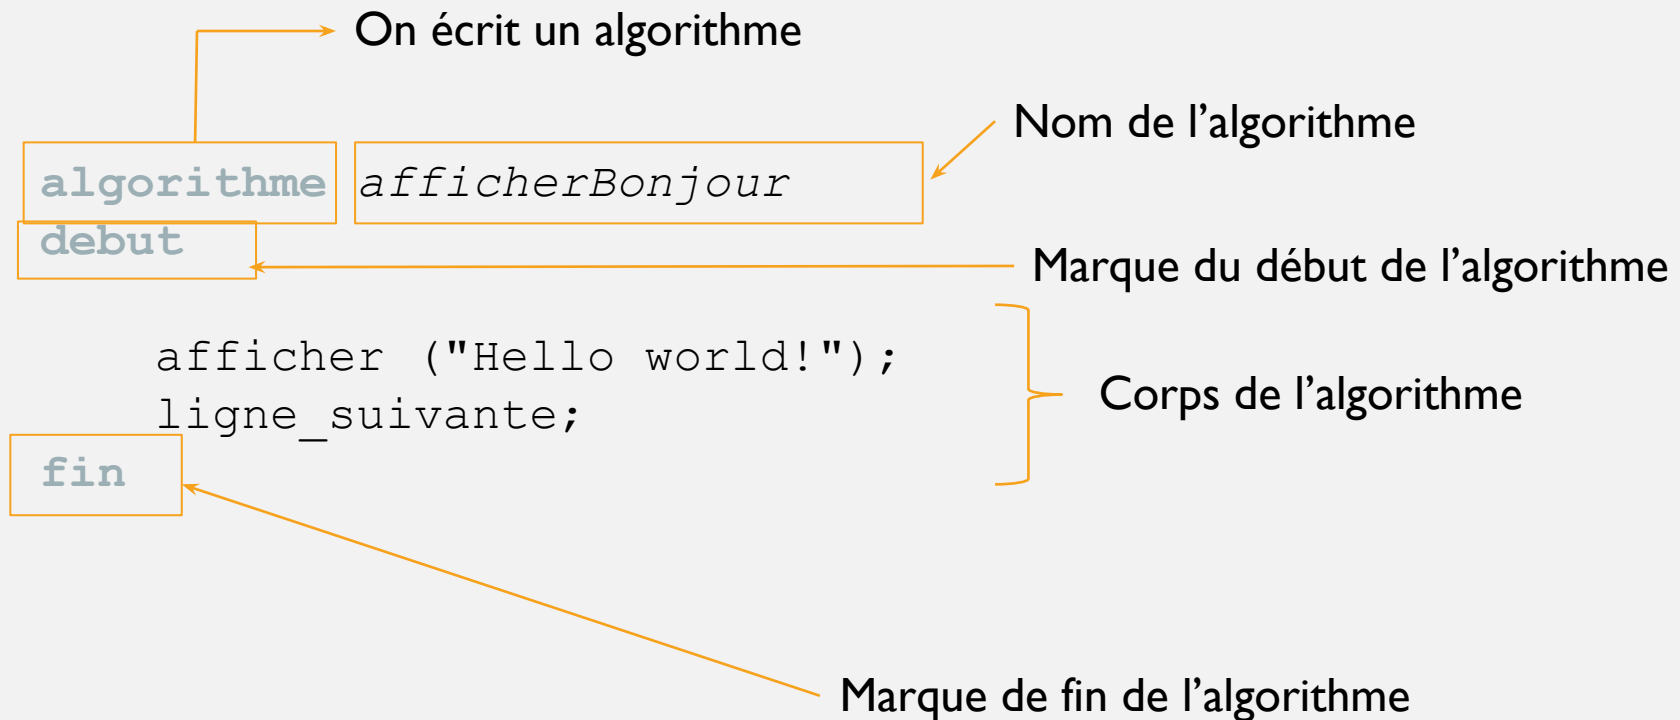 On écrit un algorithme
Nom de l’algorithme
algorithme afficherBonjour
debut
Marque du début de l’algorithme
afficher ("Hello world!");
ligne_suivante;
Corps de l’algorithme
fin
Marque de fin de l’algorithme